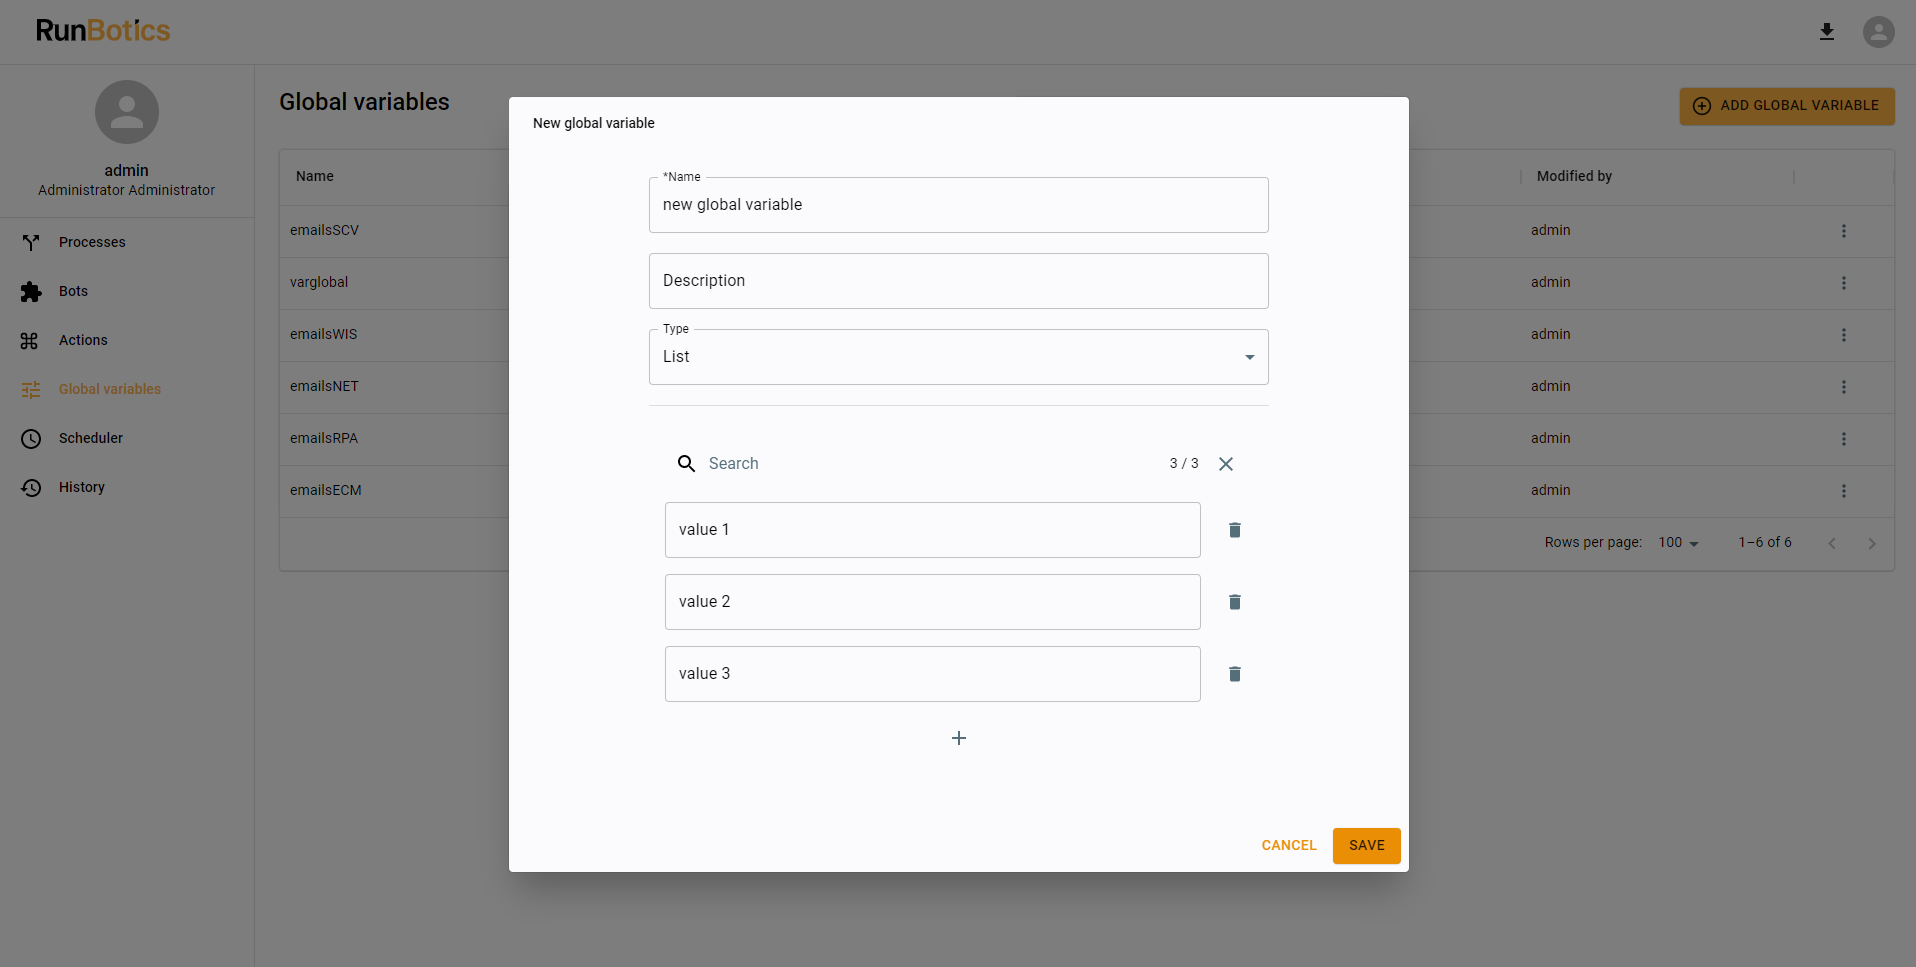 RunBotics
admin
Administrator Administrator
Processes
Bots
Actions
Global variables
Scheduler
History
Global variables
ADD GLOBAL VARIABLE
Name
Modified by
emailsSCV
admin
varglobal
admin
emailsWIS
admin
emailsNET
admin
emailsRPA
admin
emailsECM
admin
Rows per page: 100 1–6 of 6
New global variable
*Name
new global variable
Description
Type
List
Search 3 / 3
value 1
value 2
value 3
CANCEL SAVE